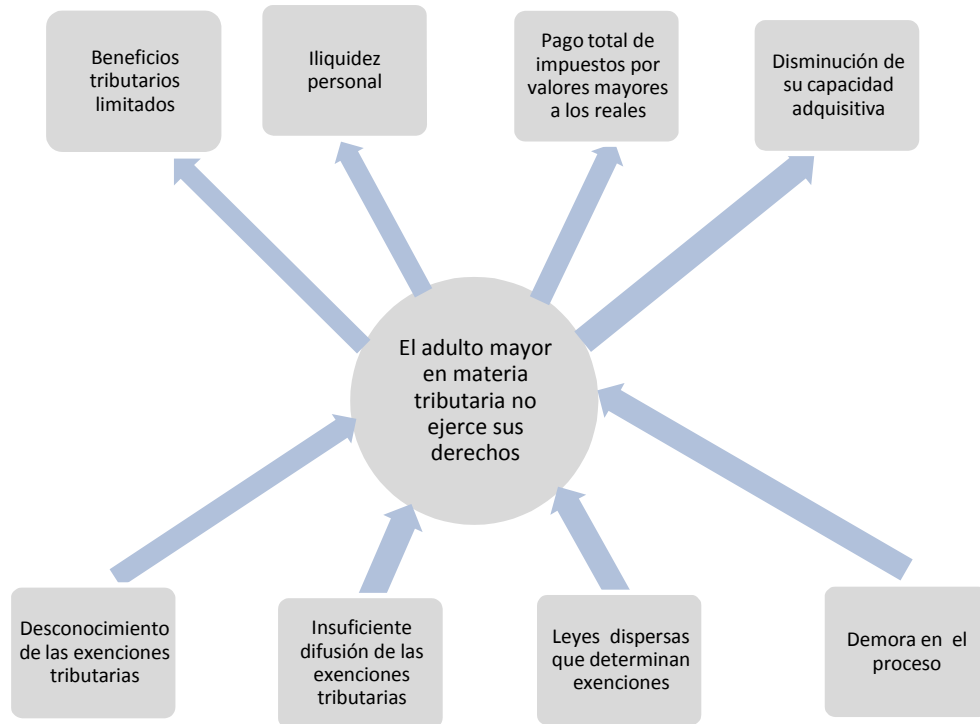 Beneficios
tributarios
limitados
Iliquidez
personal
Pago total de
impuestos por
valores mayores
a los reales
Disminución de
su capacidad
adquisitiva
El adulto mayor
en materia
tributaria no
ejerce sus
derechos
Desconocimiento
de las exenciones
tributarias
Insuficiente
difusión de las
exenciones
tributarias
Leyes dispersas
que determinan
exenciones
Demora en el
proceso